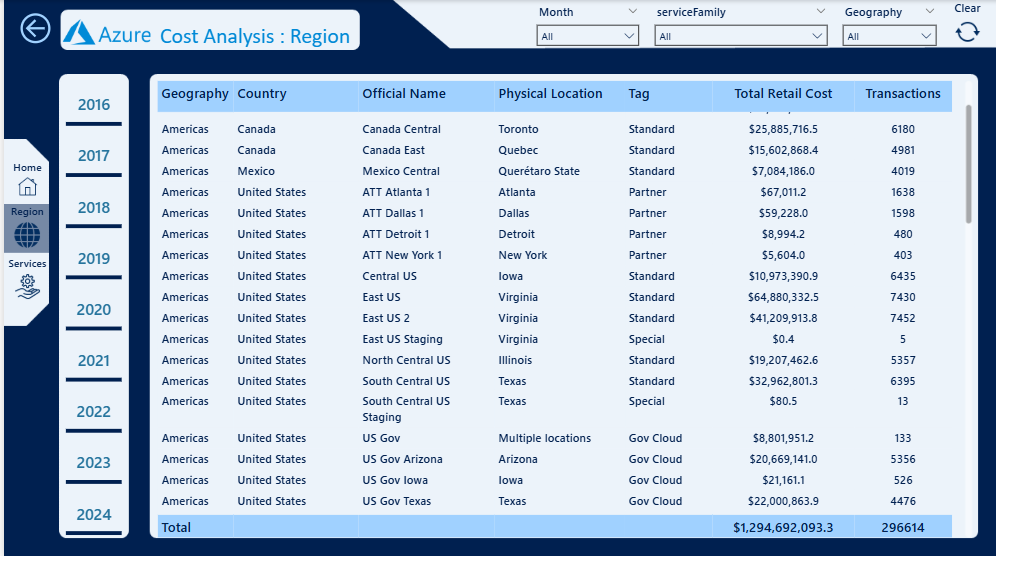 Month serviceFamily Geography Clear
Azure Cost Analysis : Region
All All All
2016
2017
2018
2019
2020
2021
2022
2023
2024
Home
Region
Services
Geography Country Official Name Physical Location Tag Total Retail Cost Transactions
Americas Canada Canada Central Toronto Standard $25,885,716.5 6180
Americas Canada Canada East Quebec Standard $15,602,868.4 4981
Americas Mexico Mexico Central Querétaro State Standard $7,084,186.0 4019
Americas United States ATT Atlanta 1 Atlanta Partner $67,011.2 1638
Americas United States ATT Dallas 1 Dallas Partner $59,228.0 1598
Americas United States ATT Detroit 1 Detroit Partner $8,994.2 480
Americas United States ATT New York 1 New York Partner $5,604.0 403
Americas United States Central US Iowa Standard $10,973,390.9 6435
Americas United States East US Virginia Standard $64,880,332.5 7430
Americas United States East US 2 Virginia Standard $41,209,913.8 7452
Americas United States East US Staging Virginia Special $0.4 5
Americas United States North Central US Illinois Standard $19,207,462.6 5357
Americas United States South Central US Texas Standard $32,962,801.3 6395
Americas United States South Central US Texas Special $80.5 13
Staging
Americas United States US Gov Multiple locations Gov Cloud $8,801,951.2 133
Americas United States US Gov Arizona Arizona Gov Cloud $20,669,141.0 5356
Americas United States US Gov Iowa Iowa Gov Cloud $21,161.1 526
Americas United States US Gov Texas Texas Gov Cloud $22,000,863.9 4476
Total $1,294,692,093.3 296614